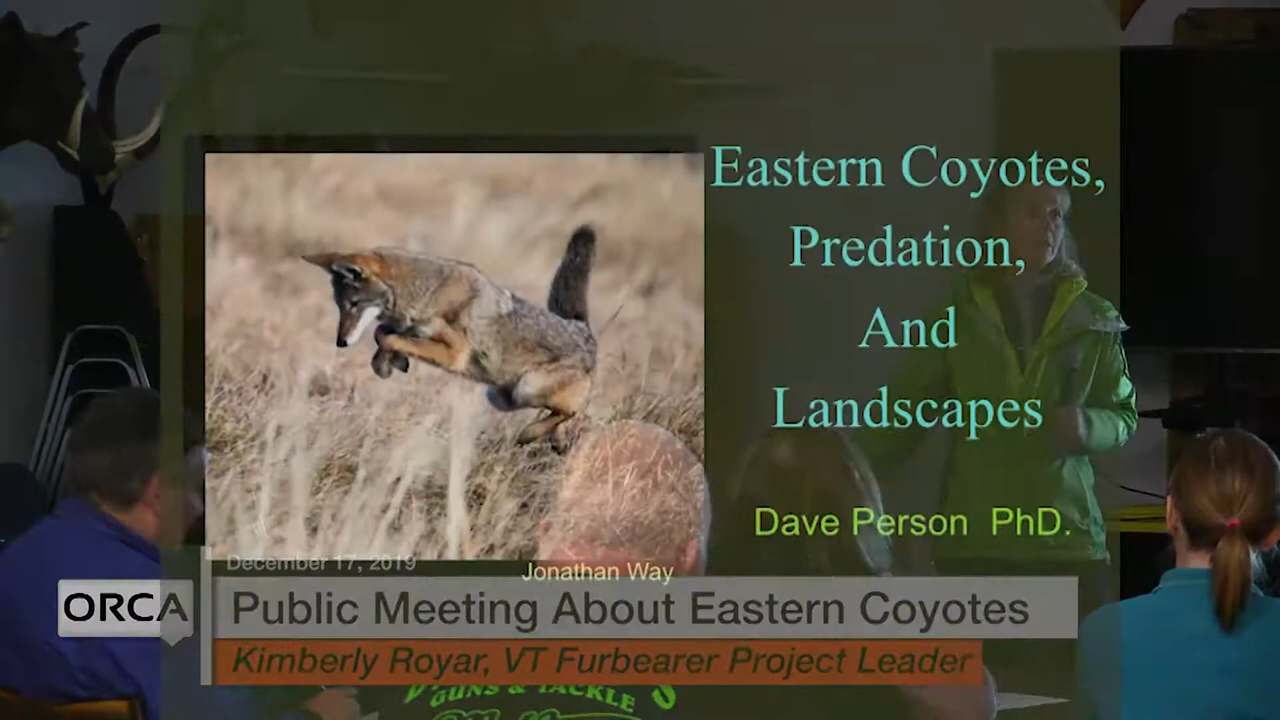 Eastern Coyotes,
Predation,
And
Landscapes
Dave Person PhD.
December 17, 2019
Jonathan Way
ORCA
Public Meeting About Eastern Coyotes
Kimberly Royar, VT Furbearer Project Leader
GUNS & TACKLE